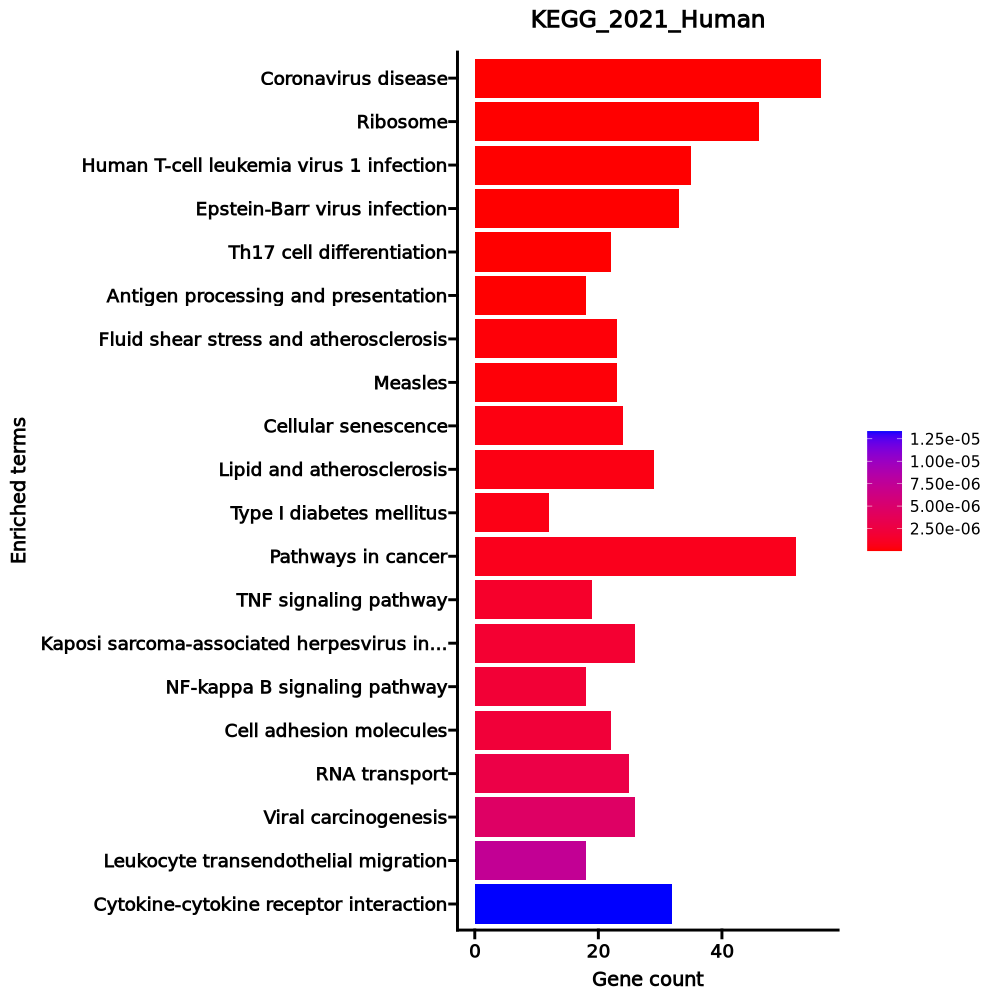 KEGG_2021_Human
Coronavirus disease
Ribosome
Human T-cell leukemia virus 1 infection
Epstein-Barr virus infection
Th17 cell differentiation
Antigen processing and presentation
Fluid shear stress and atherosclerosis
Measles
Cellular senescence
Lipid and atherosclerosis
Type I diabetes mellitus
Pathways in cancer
TNF signaling pathway
Kaposi sarcoma-associated herpesvirus in...
NF-kappa B signaling pathway
Cell adhesion molecules
RNA transport
Viral carcinogenesis
Leukocyte transendothelial migration
Cytokine-cytokine receptor interaction
Enriched terms
0 20 40
Gene count
1.25e-05
1.00e-05
7.50e-06
5.00e-06
2.50e-06